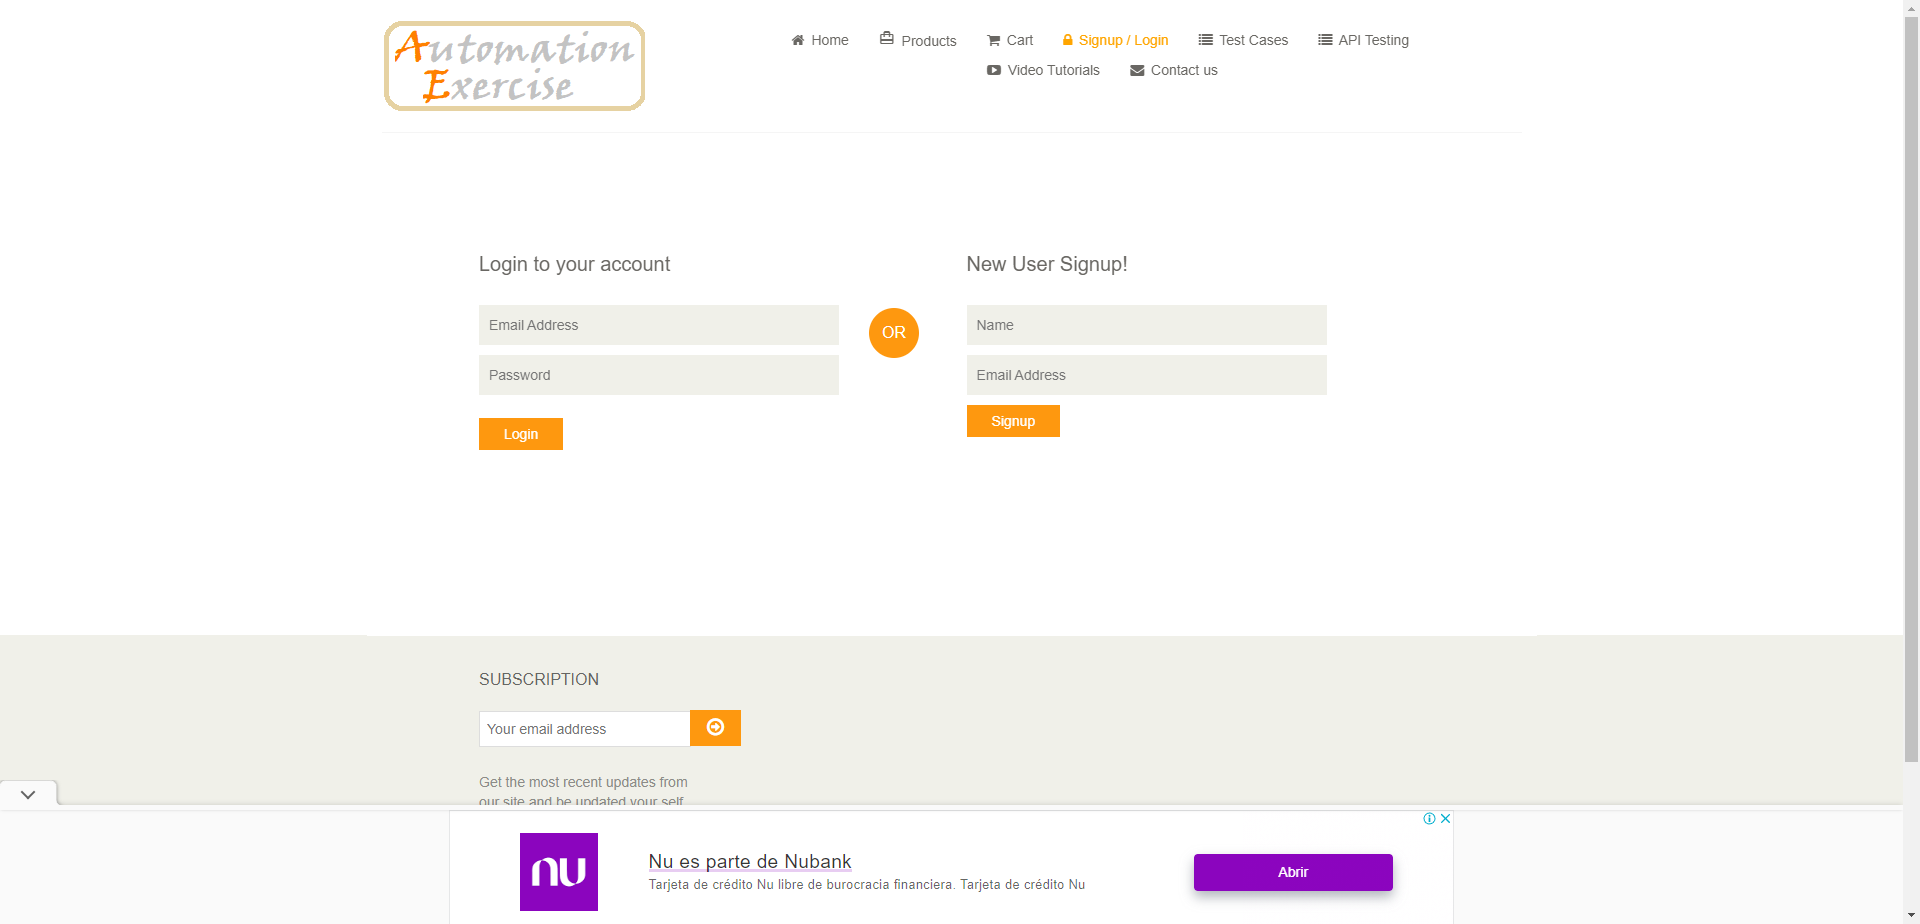 Automation
Exercise
Home
Products
Cart
Signup / Login
Test Cases
API Testing
Video Tutorials
Contact us
Login to your account
Email Address
Password
Login
OR
New User Signup!
Name
Email Address
Signup
SUBSCRIPTION
Your email address
Get the most recent updates from
our site and be updated your self
nu
Nu es parte de Nubank
Tarjeta de crédito Nu libre de burocracia financiera. Tarjeta de crédito Nu
Abrir